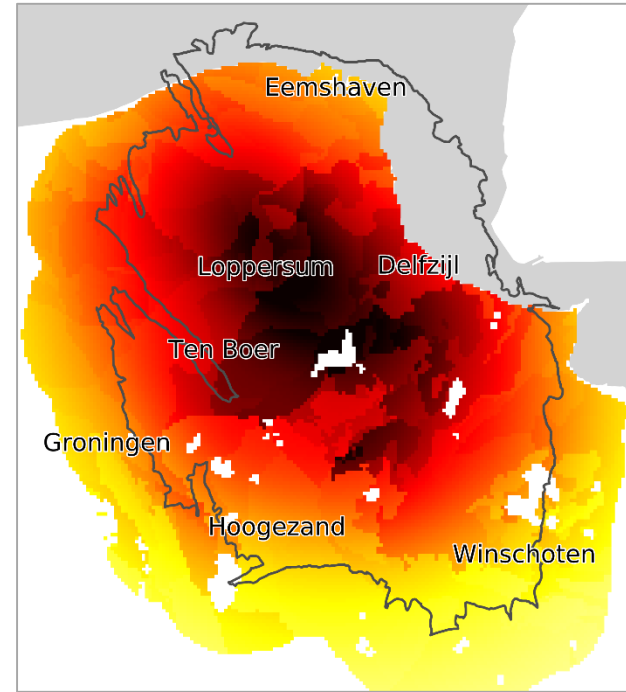 Eemshaven
Loppersum
Delfzijl
Ten Boer
Groningen
Hoogezand
Winschoten